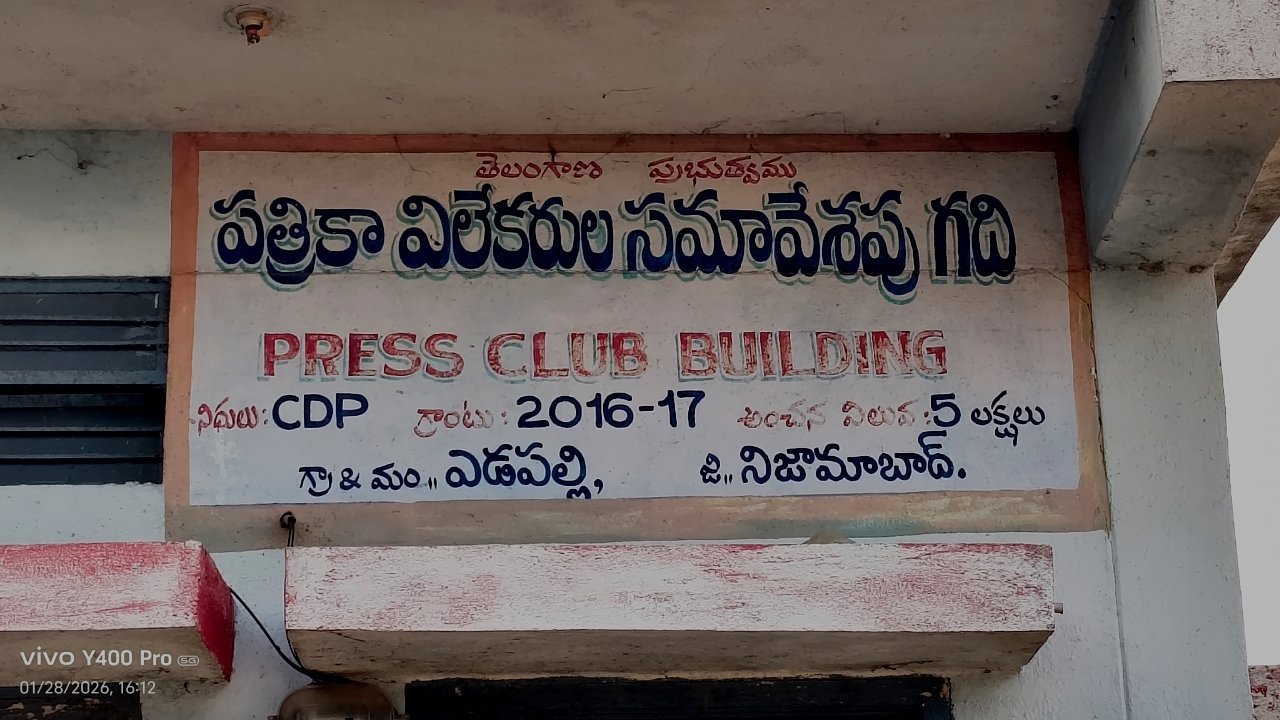 తెలంగాణ ప్రభుత్వము
పత్రికా విలేకరుల సమావేశపు గది
PRESS CLUB BUILDING
నిధులు: CDP గ్రాంటు: 2016-17 అంచన విలువ: 5 లక్షలు
గ్రా & మం॥ ఎడపల్లి, జి॥ నిజామాబాద్.
vivo Y400 Pro 5G
01/28/2026, 16:12